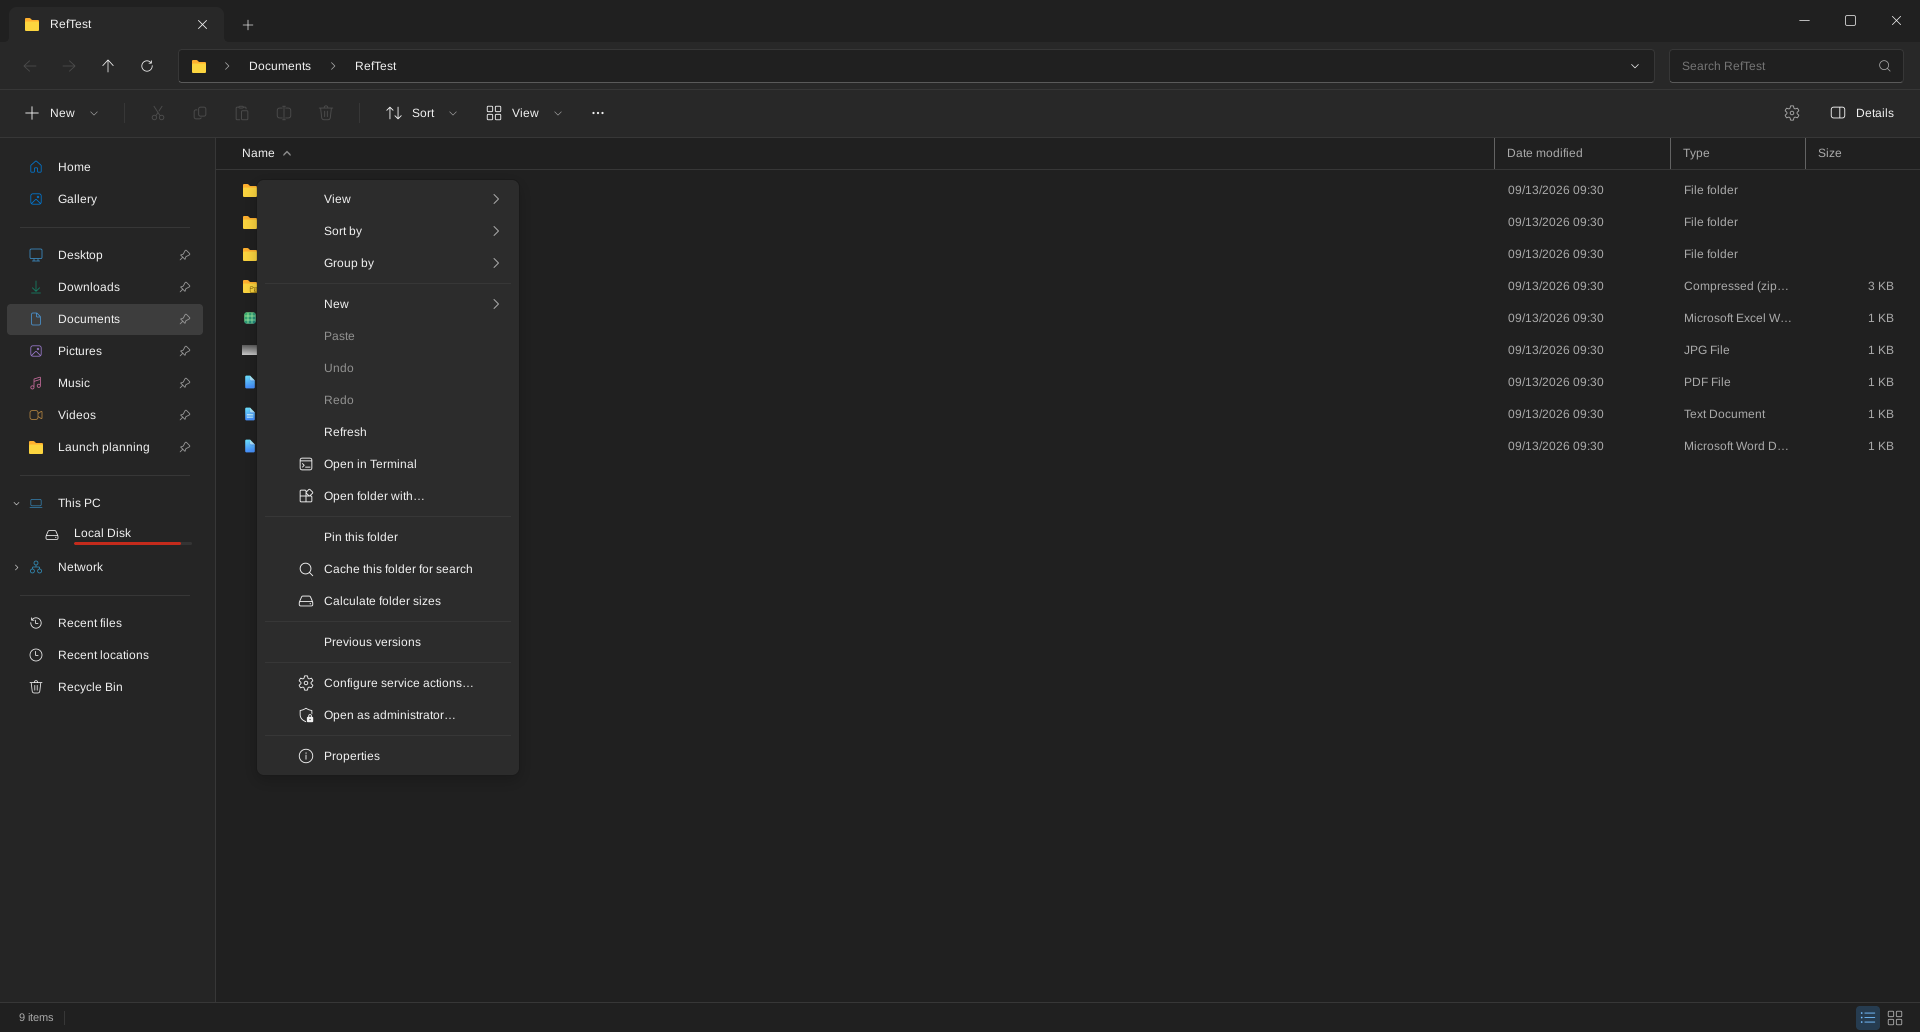 RefTest
Documents
RefTest
Search RefTest
New
Sort
View
Details
Name
Date modified
Type
Size
Home
Gallery
Desktop
Downloads
Documents
Pictures
Music
Videos
Launch planning
This PC
Local Disk
Network
Recent files
Recent locations
Recycle Bin
View
Sort by
Group by
New
Paste
Undo
Redo
Refresh
Open in Terminal
Open folder with…
Pin this folder
Cache this folder for search
Calculate folder sizes
Previous versions
Configure service actions…
Open as administrator…
Properties
09/13/2026 09:30 File folder
09/13/2026 09:30 File folder
09/13/2026 09:30 File folder
09/13/2026 09:30 Compressed (zip… 3 KB
09/13/2026 09:30 Microsoft Excel W… 1 KB
09/13/2026 09:30 JPG File 1 KB
09/13/2026 09:30 PDF File 1 KB
09/13/2026 09:30 Text Document 1 KB
09/13/2026 09:30 Microsoft Word D… 1 KB
9 items